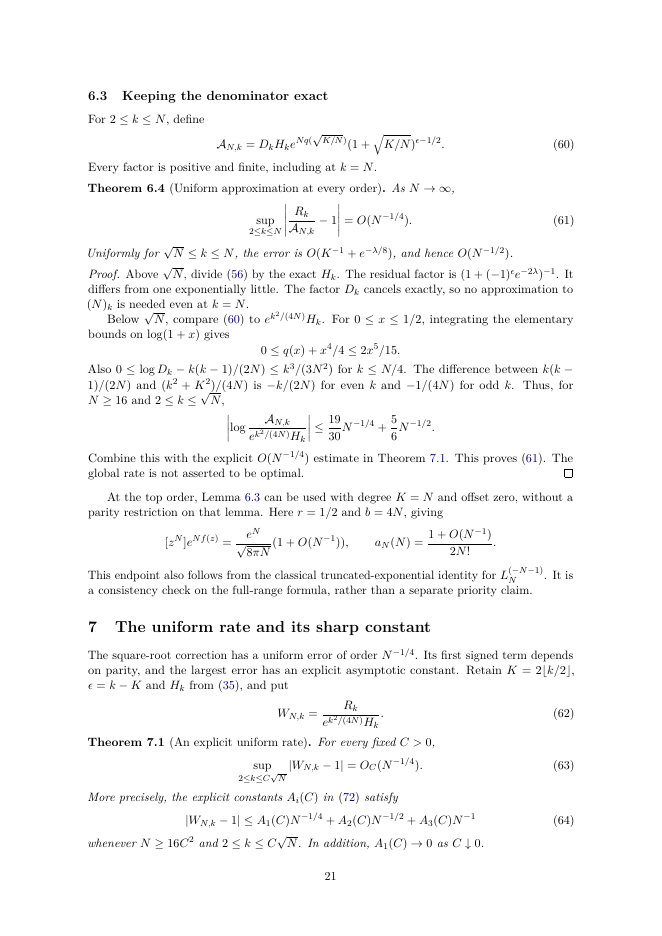 6.3 Keeping the denominator exact
For 2 ≤ k ≤ N, define
𝒜_{N,k} = D_k H_k e^{Nq(√(K/N))} (1 + √(K/N))^{ϵ−1/2}. (60)
Every factor is positive and finite, including at k = N.
Theorem 6.4 (Uniform approximation at every order). As N → ∞,
sup_{2≤k≤N} |R_k/𝒜_{N,k} − 1| = O(N^{−1/4}). (61)
Uniformly for √N ≤ k ≤ N, the error is O(K^{−1} + e^{−λ/8}), and hence O(N^{−1/2}).
Proof. Above √N, divide (56) by the exact H_k. The residual factor is (1 + (−1)^ϵ e^{−2λ})^{−1}. It
differs from one exponentially little. The factor D_k cancels exactly, so no approximation to
(N)_k is needed even at k = N.
Below √N, compare (60) to e^{k²/(4N)} H_k. For 0 ≤ x ≤ 1/2, integrating the elementary
bounds on log(1 + x) gives
0 ≤ q(x) + x⁴/4 ≤ 2x⁵/15.
Also 0 ≤ log D_k − k(k − 1)/(2N) ≤ k³/(3N²) for k ≤ N/4. The difference between k(k −
1)/(2N) and (k² + K²)/(4N) is −k/(2N) for even k and −1/(4N) for odd k. Thus, for
N ≥ 16 and 2 ≤ k ≤ √N,
|log 𝒜_{N,k}/(e^{k²/(4N)} H_k)| ≤ 19/30 N^{−1/4} + 5/6 N^{−1/2}.
Combine this with the explicit O(N^{−1/4}) estimate in Theorem 7.1. This proves (61). The
global rate is not asserted to be optimal. □
At the top order, Lemma 6.3 can be used with degree K = N and offset zero, without a
parity restriction on that lemma. Here r = 1/2 and b = 4N, giving
[z^N]e^{Nf(z)} = e^N/√(8πN) (1 + O(N^{−1})), a_N(N) = (1 + O(N^{−1}))/(2N!).
This endpoint also follows from the classical truncated-exponential identity for L_N^{(−N−1)}. It is
a consistency check on the full-range formula, rather than a separate priority claim.
7 The uniform rate and its sharp constant
The square-root correction has a uniform error of order N^{−1/4}. Its first signed term depends
on parity, and the largest error has an explicit asymptotic constant. Retain K = 2⌊k/2⌋,
ϵ = k − K and H_k from (35), and put
W_{N,k} = R_k/(e^{k²/(4N)} H_k). (62)
Theorem 7.1 (An explicit uniform rate). For every fixed C > 0,
sup_{2≤k≤C√N} |W_{N,k} − 1| = O_C(N^{−1/4}). (63)
More precisely, the explicit constants A_i(C) in (72) satisfy
|W_{N,k} − 1| ≤ A_1(C)N^{−1/4} + A_2(C)N^{−1/2} + A_3(C)N^{−1} (64)
whenever N ≥ 16C² and 2 ≤ k ≤ C√N. In addition, A_1(C) → 0 as C ↓ 0.
21